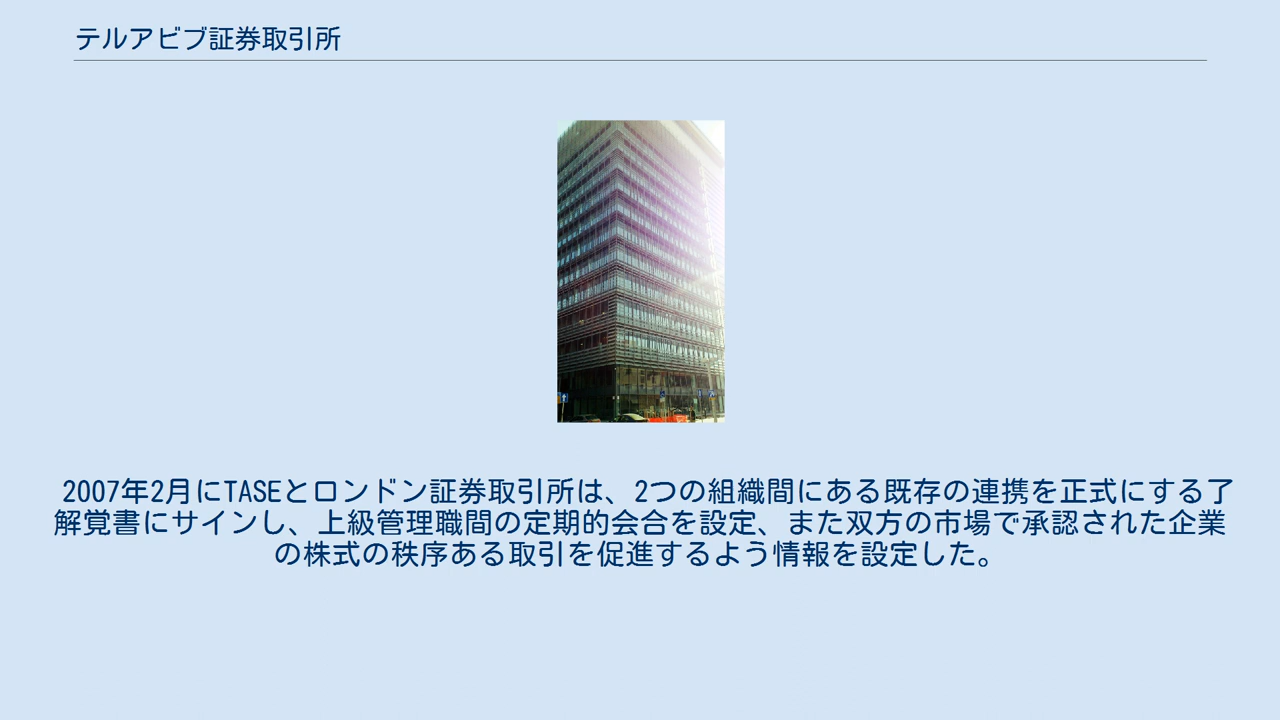 テルアビブ証券取引所
2007年2月にTASEとロンドン証券取引所は、2つの組織間にある既存の連携を正式にする了
解覚書にサインし、上級管理職間の定期的会合を設定、また双方の市場で承認された企業
の株式の秩序ある取引を促進するよう情報を設定した。